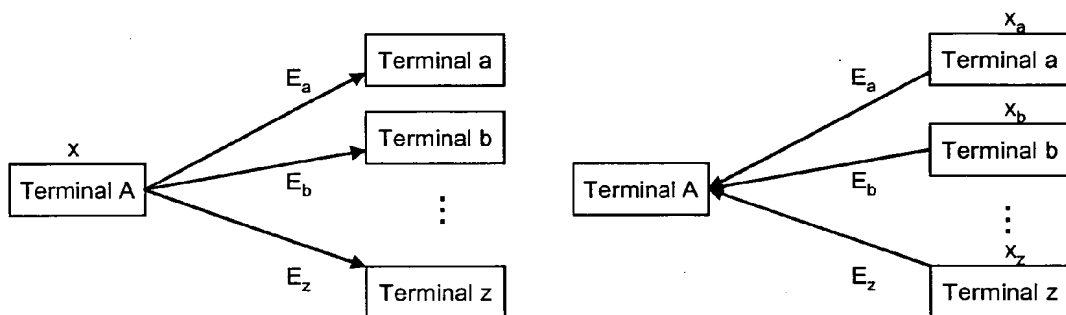 Terminal a
E_a
Terminal b
x
Terminal A
E_b
⋮
E_z
Terminal z
x_a
Terminal a
E_a
x_b
Terminal b
Terminal A
E_b
⋮
x_z
E_z
Terminal z